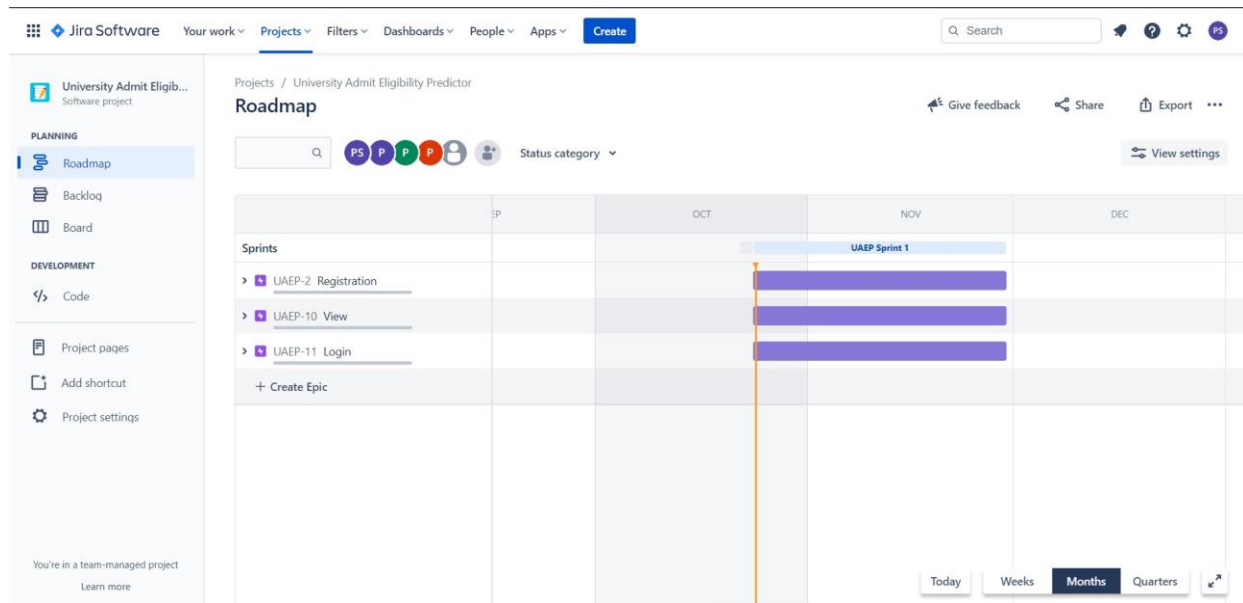 Jira Software Your work Projects Filters Dashboards People Apps Create Search PS
University Admit Eligib...
Software project
PLANNING
Roadmap
Backlog
Board
DEVELOPMENT
Code
Project pages
Add shortcut
Project settings
You're in a team-managed project
Learn more
Projects / University Admit Eligibility Predictor
Roadmap
Give feedback Share Export
PS P P P Status category View settings
EP OCT NOV DEC
Sprints UAEP Sprint 1
UAEP-2 Registration
UAEP-10 View
UAEP-11 Login
+ Create Epic
Today Weeks Months Quarters